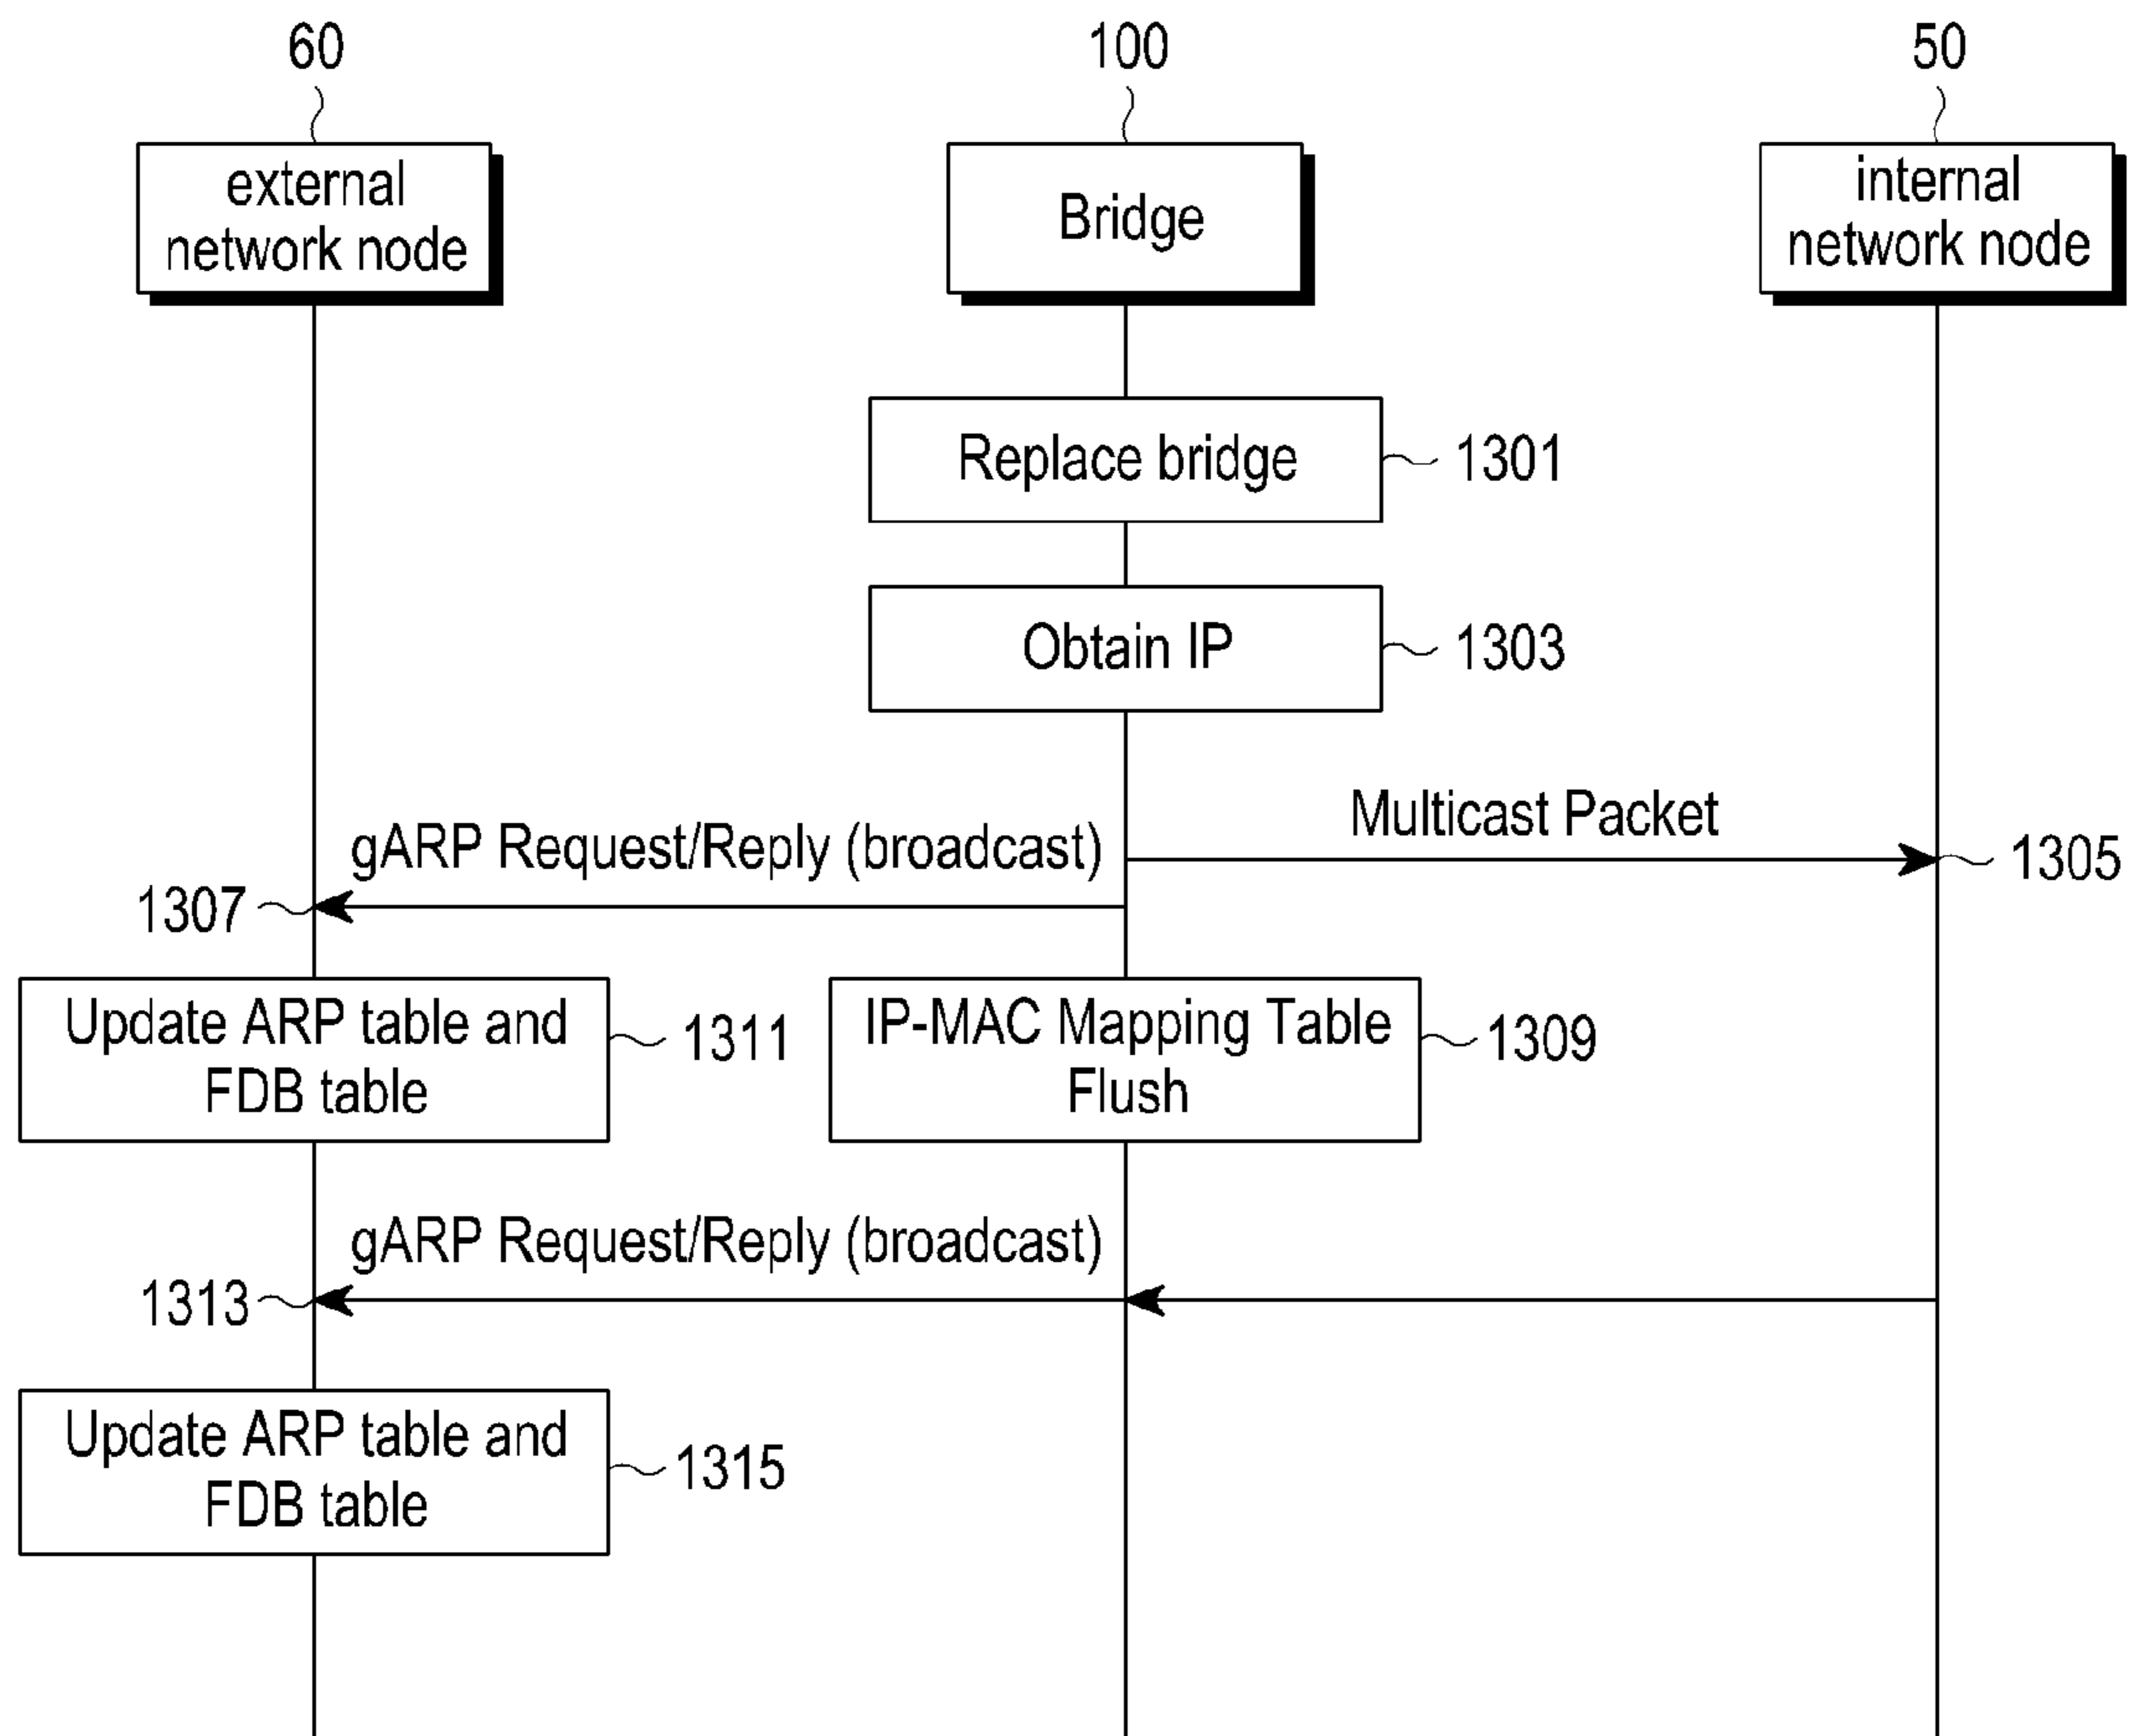 60
100
50
external
network node
Bridge
internal
network node
Replace bridge
1301
Obtain IP
1303
Multicast Packet
gARP Request/Reply (broadcast)
1305
1307
Update ARP table and
FDB table
1311
IP-MAC Mapping Table
Flush
1309
gARP Request/Reply (broadcast)
1313
Update ARP table and
FDB table
1315